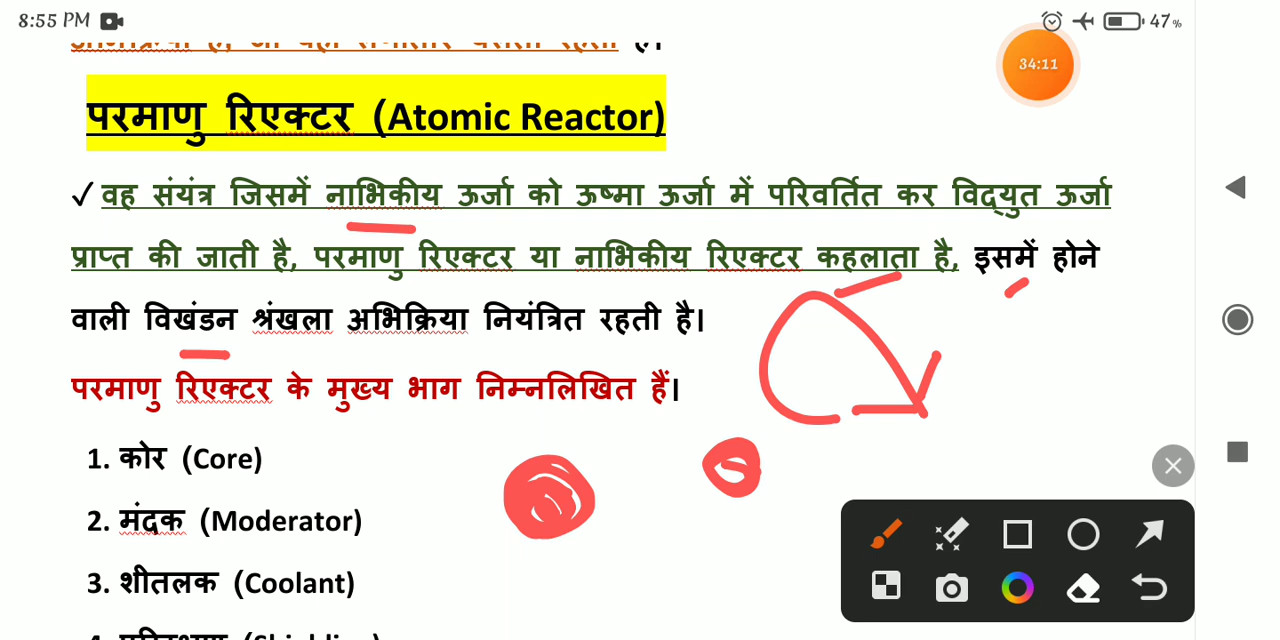 8:55 PM
47%
34:11
परमाणु रिएक्टर (Atomic Reactor)
✓ वह संयंत्र जिसमें नाभिकीय ऊर्जा को ऊष्मा ऊर्जा में परिवर्तित कर विद्युत ऊर्जा
प्राप्त की जाती है, परमाणु रिएक्टर या नाभिकीय रिएक्टर कहलाता है, इसमें होने
वाली विखंडन श्रंखला अभिक्रिया नियंत्रित रहती है।
परमाणु रिएक्टर के मुख्य भाग निम्नलिखित हैं।
1. कोर (Core)
2. मंदक (Moderator)
3. शीतलक (Coolant)